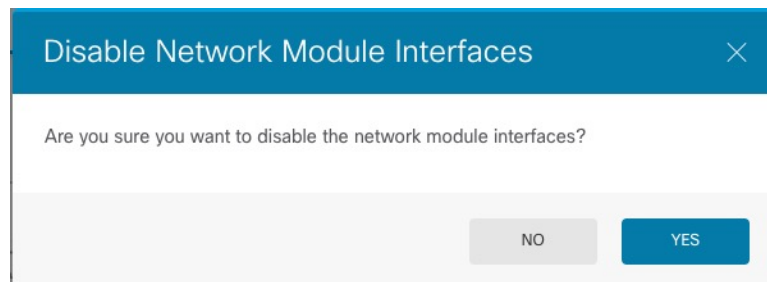 Disable Network Module Interfaces
Are you sure you want to disable the network module interfaces?
NO
YES